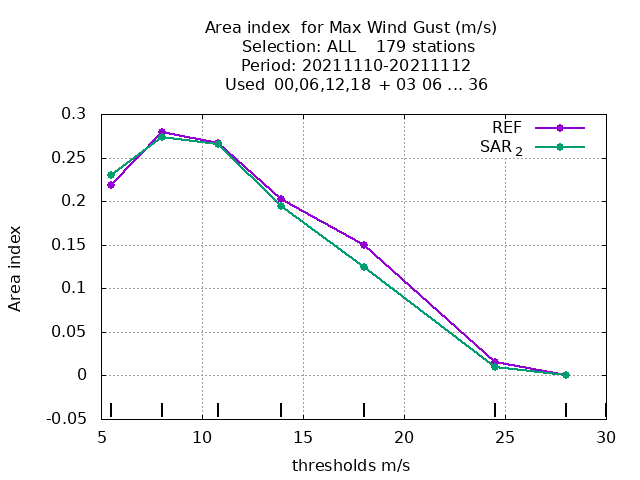 Area index  for Max Wind Gust (m/s)
Selection: ALL    179 stations
Period: 20211110-20211112
Used  00,06,12,18  + 03 06 ... 36
REF
SAR 2
0.3
0.25
0.2
0.15
0.1
0.05
0
-0.05
Area index
5 10 15 20 25 30
thresholds m/s